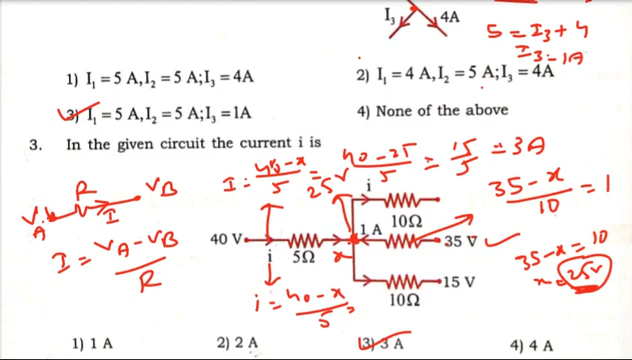 I₃ 4A
5 = I₃ + 4
I₃ = 1A
1) I₁ = 5 A, I₂ = 5 A; I₃ = 4A
2) I₁ = 4 A, I₂ = 5 A; I₃ = 4A
3) I₁ = 5 A, I₂ = 5 A; I₃ = 1A
4) None of the above
3. In the given circuit the current i is
I = 40-x/5 = 40-25/5 = 15/5 = 3A
25V
R
VB
VA
I
I = VA - VB/R
35-x/10 = 1
35-x = 10
x = 25V
i
10Ω
1 A
40 V
35 V
i 5Ω
x
15 V
10Ω
i = 40-x/5 =
1) 1 A 2) 2 A (3) 3 A 4) 4 A